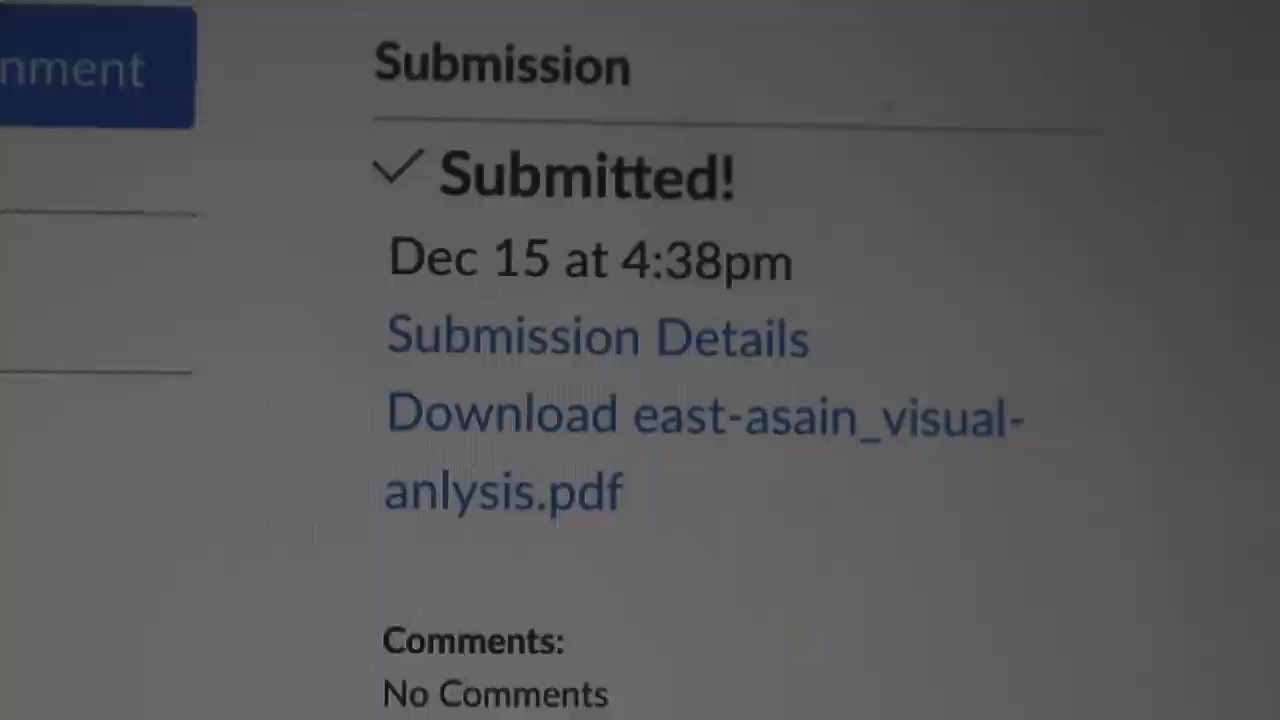 nment
Submission
Submitted!
Dec 15 at 4:38pm
Submission Details
Download east-asain_visual-
anlysis.pdf
Comments:
No Comments